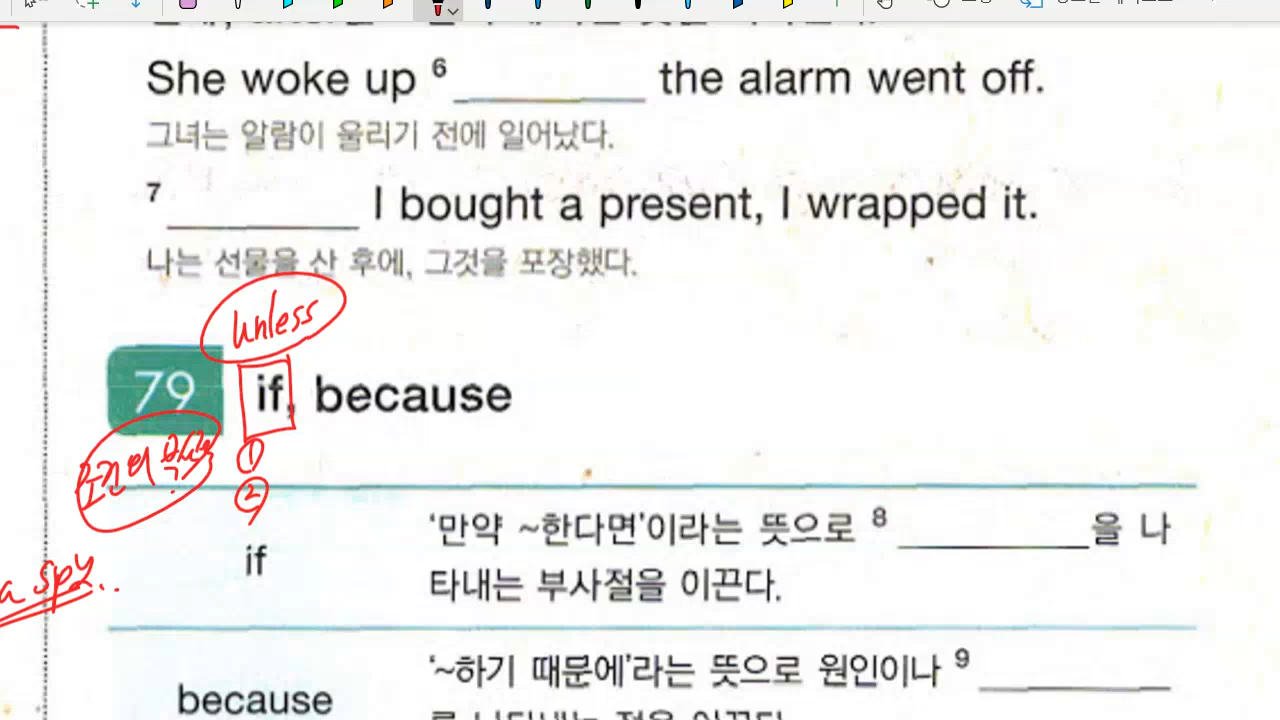 She woke up 6 ________ the alarm went off.
그녀는 알람이 울리기 전에 일어났다.
7 ________ I bought a present, I wrapped it.
나는 선물을 산 후에, 그것을 포장했다.
unless
79 if, because
조건의 부사절
①
②
if '만약 ~한다면'이라는 뜻으로 8 ________을 나
타내는 부사절을 이끈다.
a spy..
because '~하기 때문에'라는 뜻으로 원인이나 9 ________